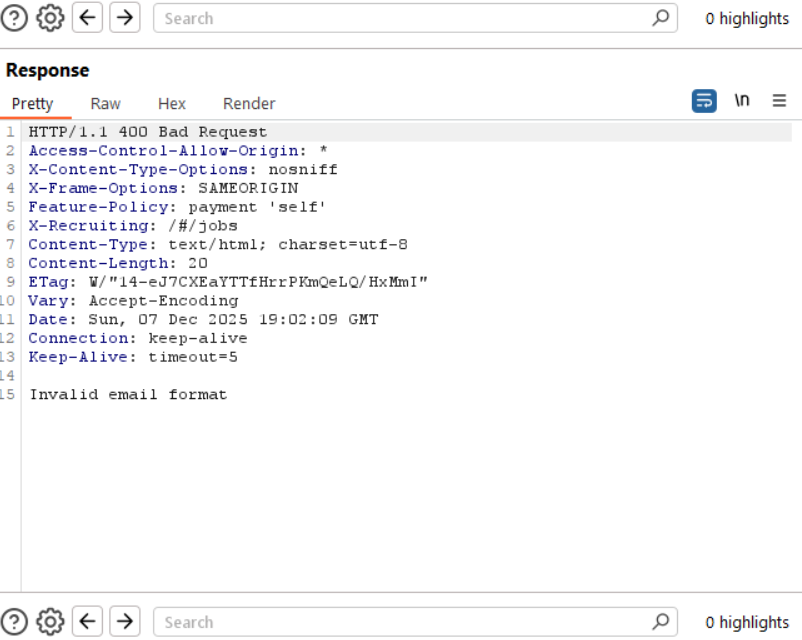 Search
0 highlights
Response
Pretty Raw Hex Render \n
1 HTTP/1.1 400 Bad Request
2 Access-Control-Allow-Origin: *
3 X-Content-Type-Options: nosniff
4 X-Frame-Options: SAMEORIGIN
5 Feature-Policy: payment 'self'
6 X-Recruiting: /#/jobs
7 Content-Type: text/html; charset=utf-8
8 Content-Length: 20
9 ETag: W/"14-eJ7CXEaYTTfHrrPKmQeLQ/HxMmI"
10 Vary: Accept-Encoding
11 Date: Sun, 07 Dec 2025 19:02:09 GMT
12 Connection: keep-alive
13 Keep-Alive: timeout=5
14
15 Invalid email format
Search
0 highlights